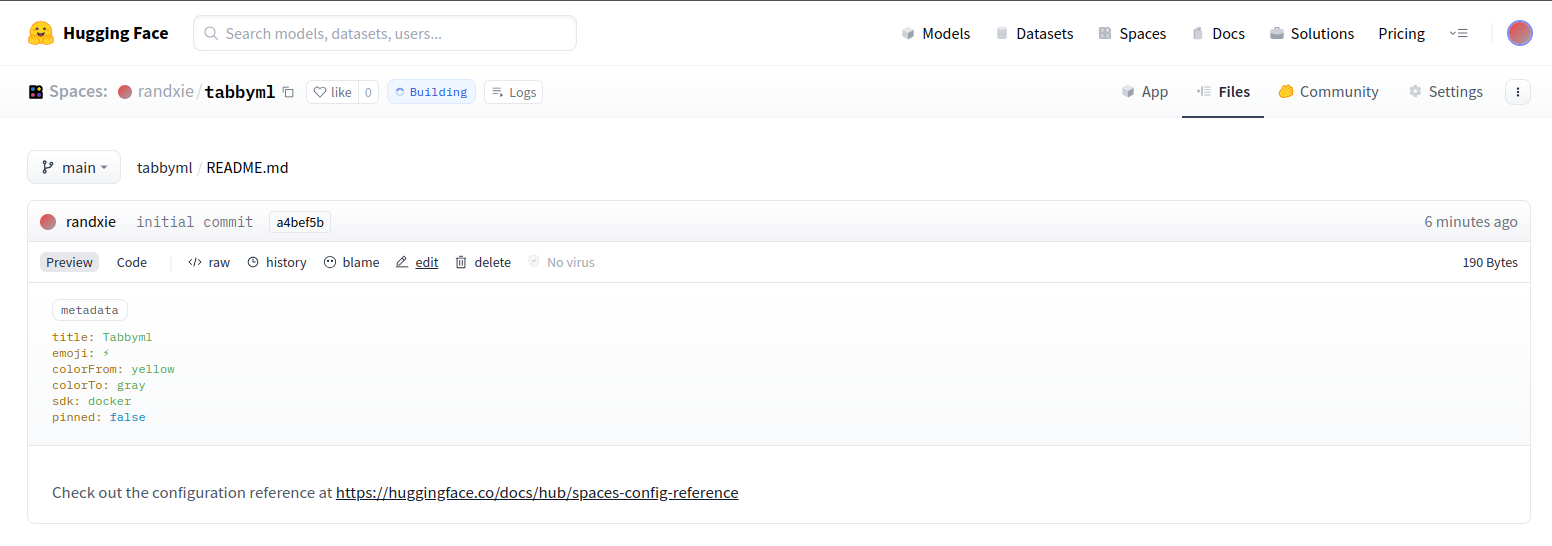 Hugging Face Search models, datasets, users... Models Datasets Spaces Docs Solutions Pricing
Spaces: randxie/tabbyml like 0 Building Logs App Files Community Settings
main tabbyml / README.md
randxie initial commit a4bef5b 6 minutes ago
Preview Code </> raw history blame edit delete No virus 190 Bytes
metadata
title: Tabbyml
emoji: ⚡
colorFrom: yellow
colorTo: gray
sdk: docker
pinned: false
Check out the configuration reference at https://huggingface.co/docs/hub/spaces-config-reference